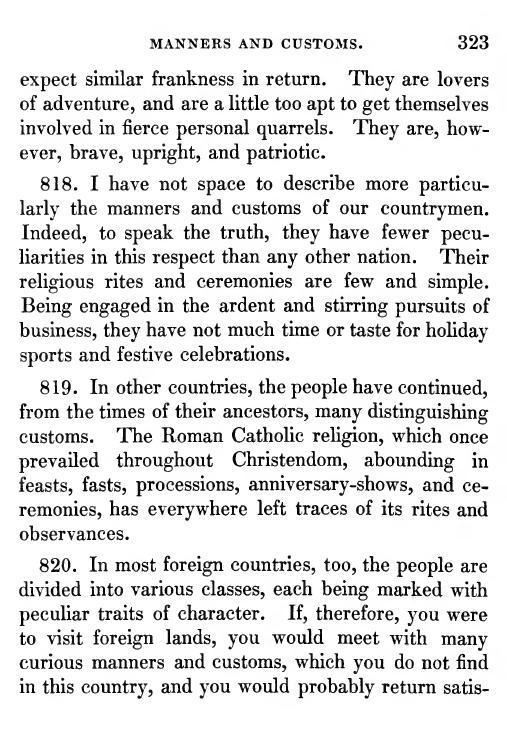 MANNERS AND CUSTOMS. 323
expect similar frankness in return. They are lovers
of adventure, and are a little too apt to get themselves
involved in fierce personal quarrels. They are, how-
ever, brave, upright, and patriotic.
818. I have not space to describe more particu-
larly the manners and customs of our countrymen.
Indeed, to speak the truth, they have fewer pecu-
liarities in this respect than any other nation. Their
religious rites and ceremonies are few and simple.
Being engaged in the ardent and stirring pursuits of
business, they have not much time or taste for holiday
sports and festive celebrations.
819. In other countries, the people have continued,
from the times of their ancestors, many distinguishing
customs. The Roman Catholic religion, which once
prevailed throughout Christendom, abounding in
feasts, fasts, processions, anniversary-shows, and ce-
remonies, has everywhere left traces of its rites and
observances.
820. In most foreign countries, too, the people are
divided into various classes, each being marked with
peculiar traits of character. If, therefore, you were
to visit foreign lands, you would meet with many
curious manners and customs, which you do not find
in this country, and you would probably return satis-